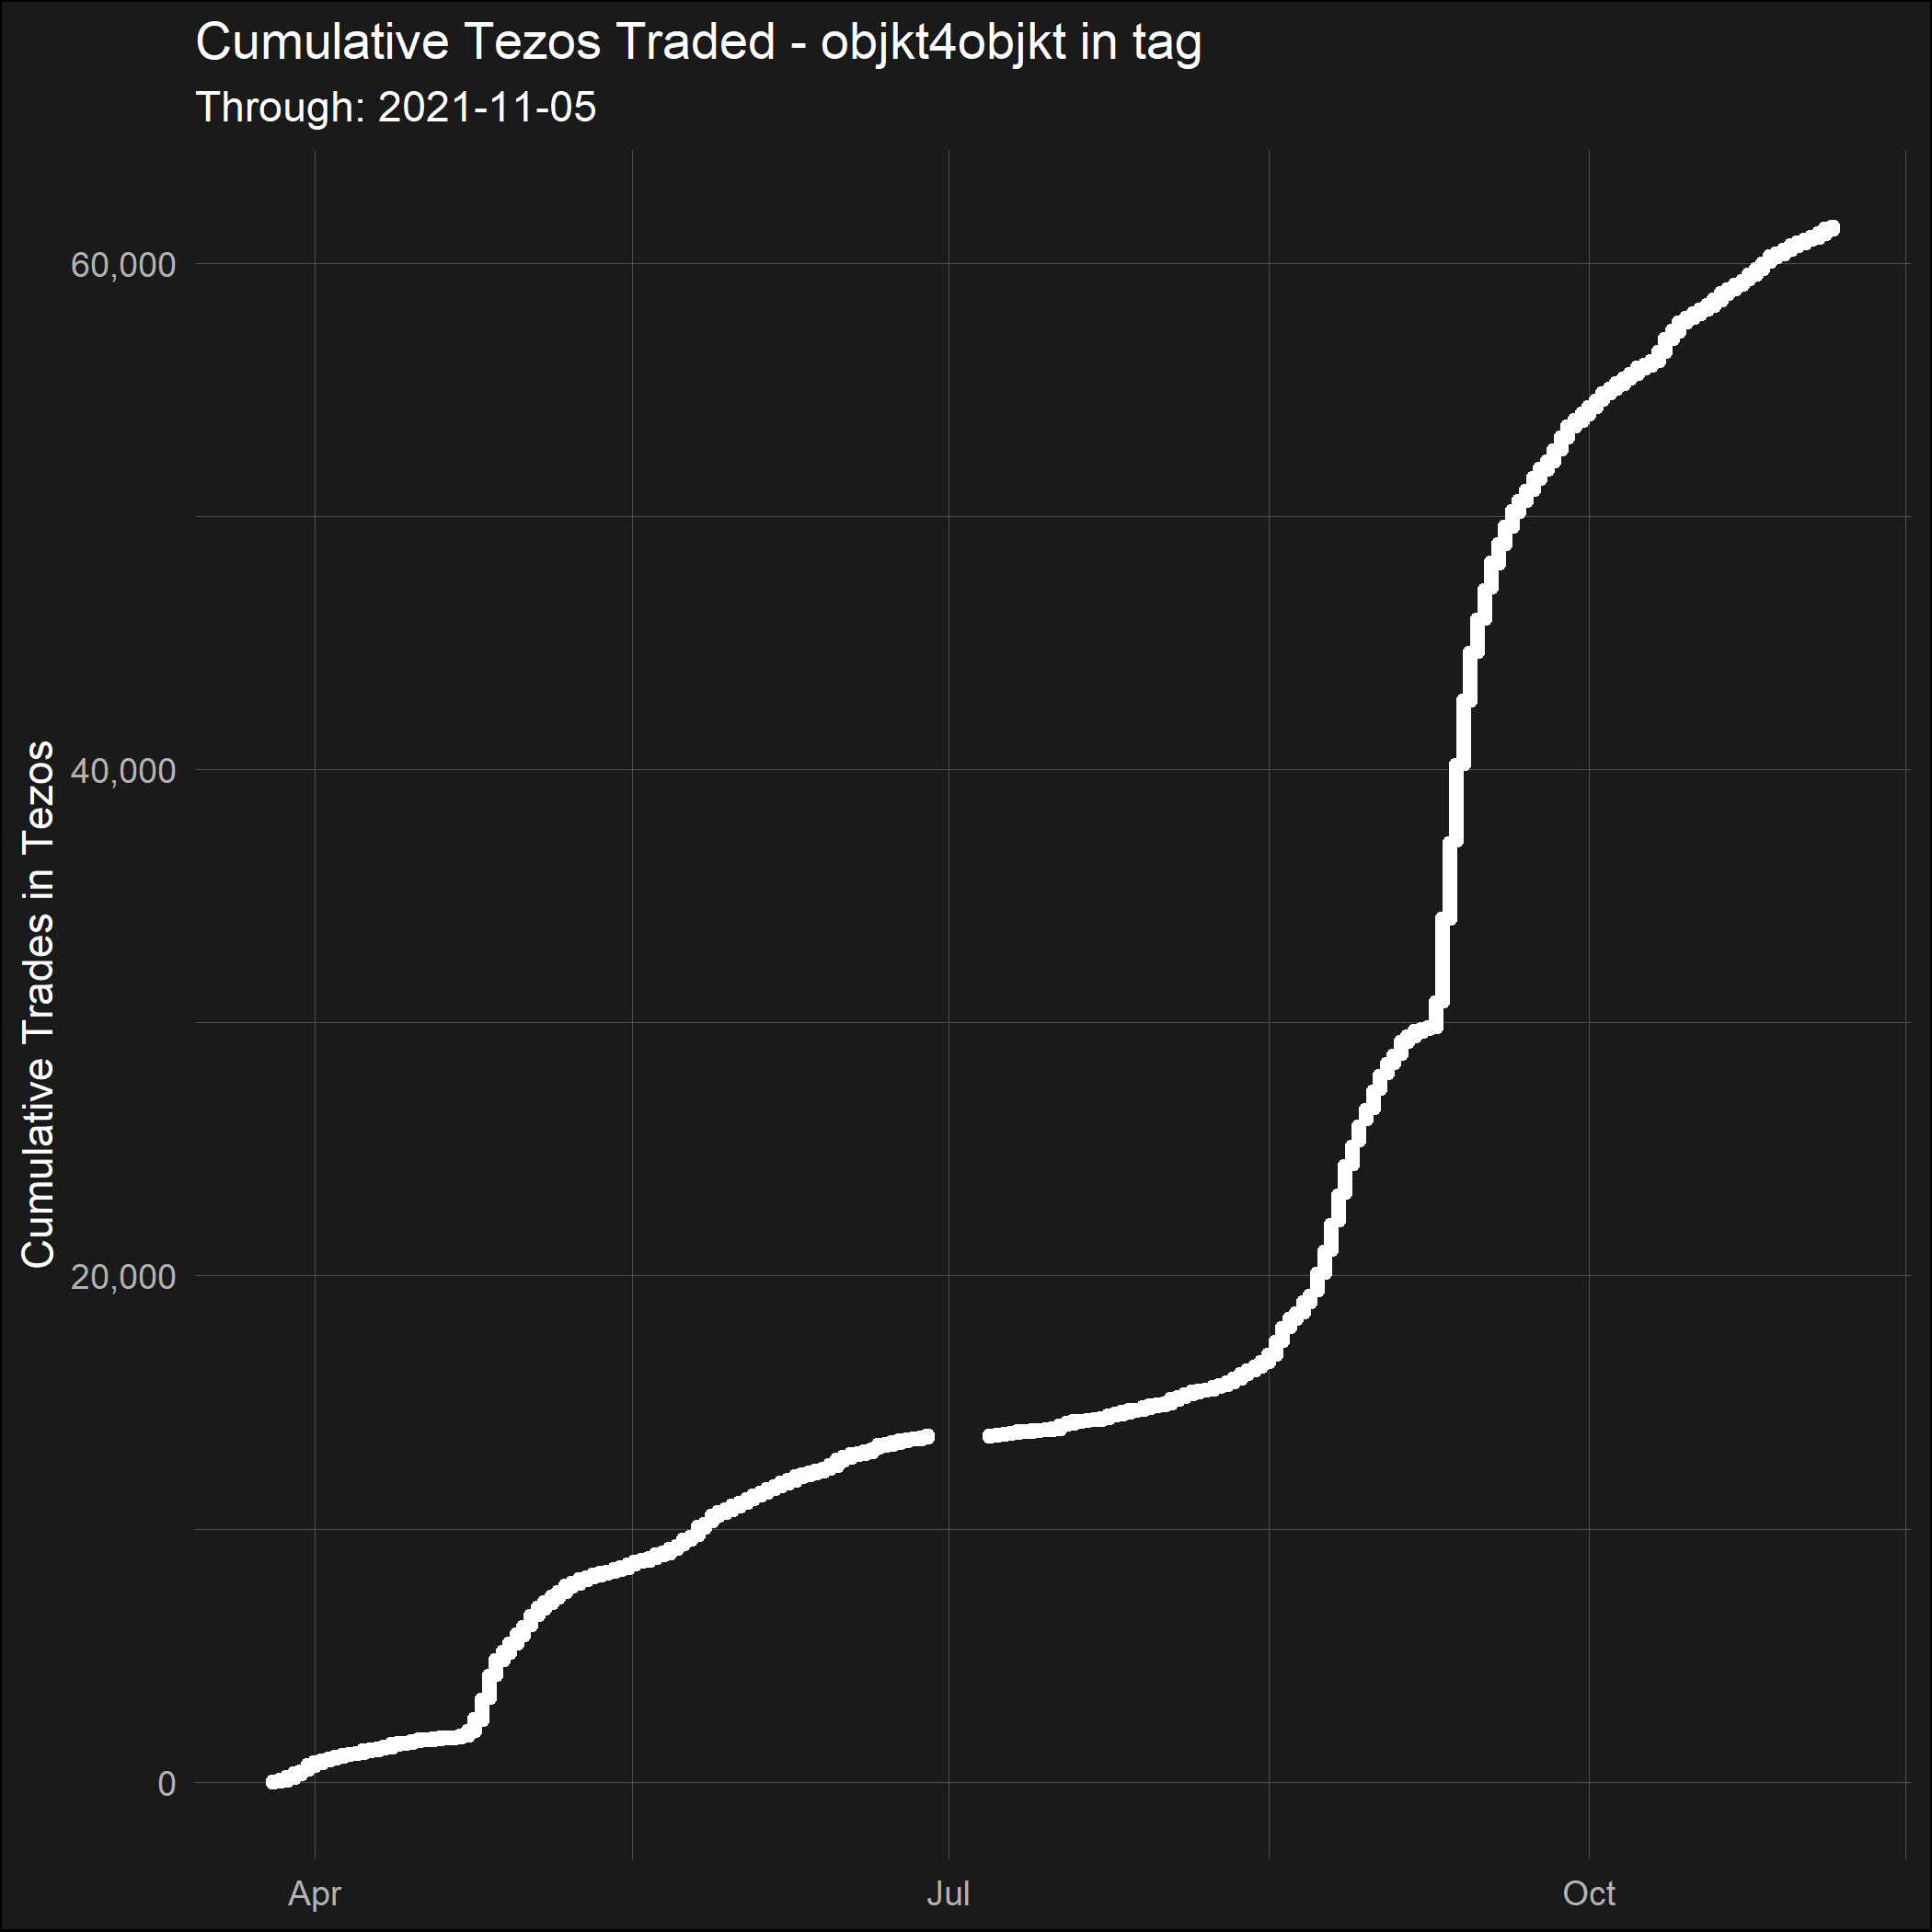 Cumulative Tezos Traded - objkt4objkt in tag
Through: 2021-11-05
Cumulative Trades in Tezos
60,000
40,000
20,000
0
Apr
Jul
Oct